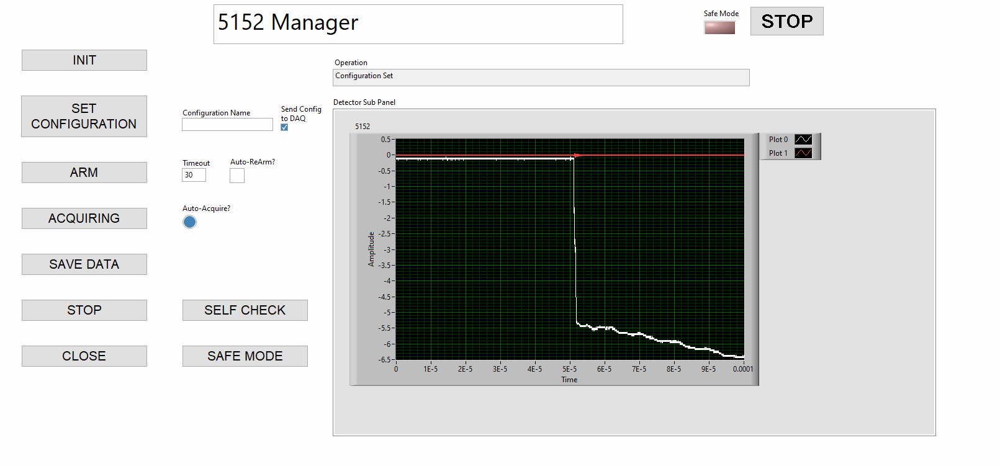 5152 Manager
Safe Mode
STOP
INIT
Operation
Configuration Set
SET
CONFIGURATION
Configuration Name
Send Config
to DAQ
Detector Sub Panel
5152
Plot 0
Plot 1
ARM
Timeout
30
Auto-ReArm?
ACQUIRING
Auto-Acquire?
SAVE DATA
STOP
SELF CHECK
CLOSE
SAFE MODE
Amplitude
0.5
0
-0.5
-1
-1.5
-2
-2.5
-3
-3.5
-4
-4.5
-5
-5.5
-6
-6.5
0 1E-5 2E-5 3E-5 4E-5 5E-5 6E-5 7E-5 8E-5 9E-5 0.0001
Time